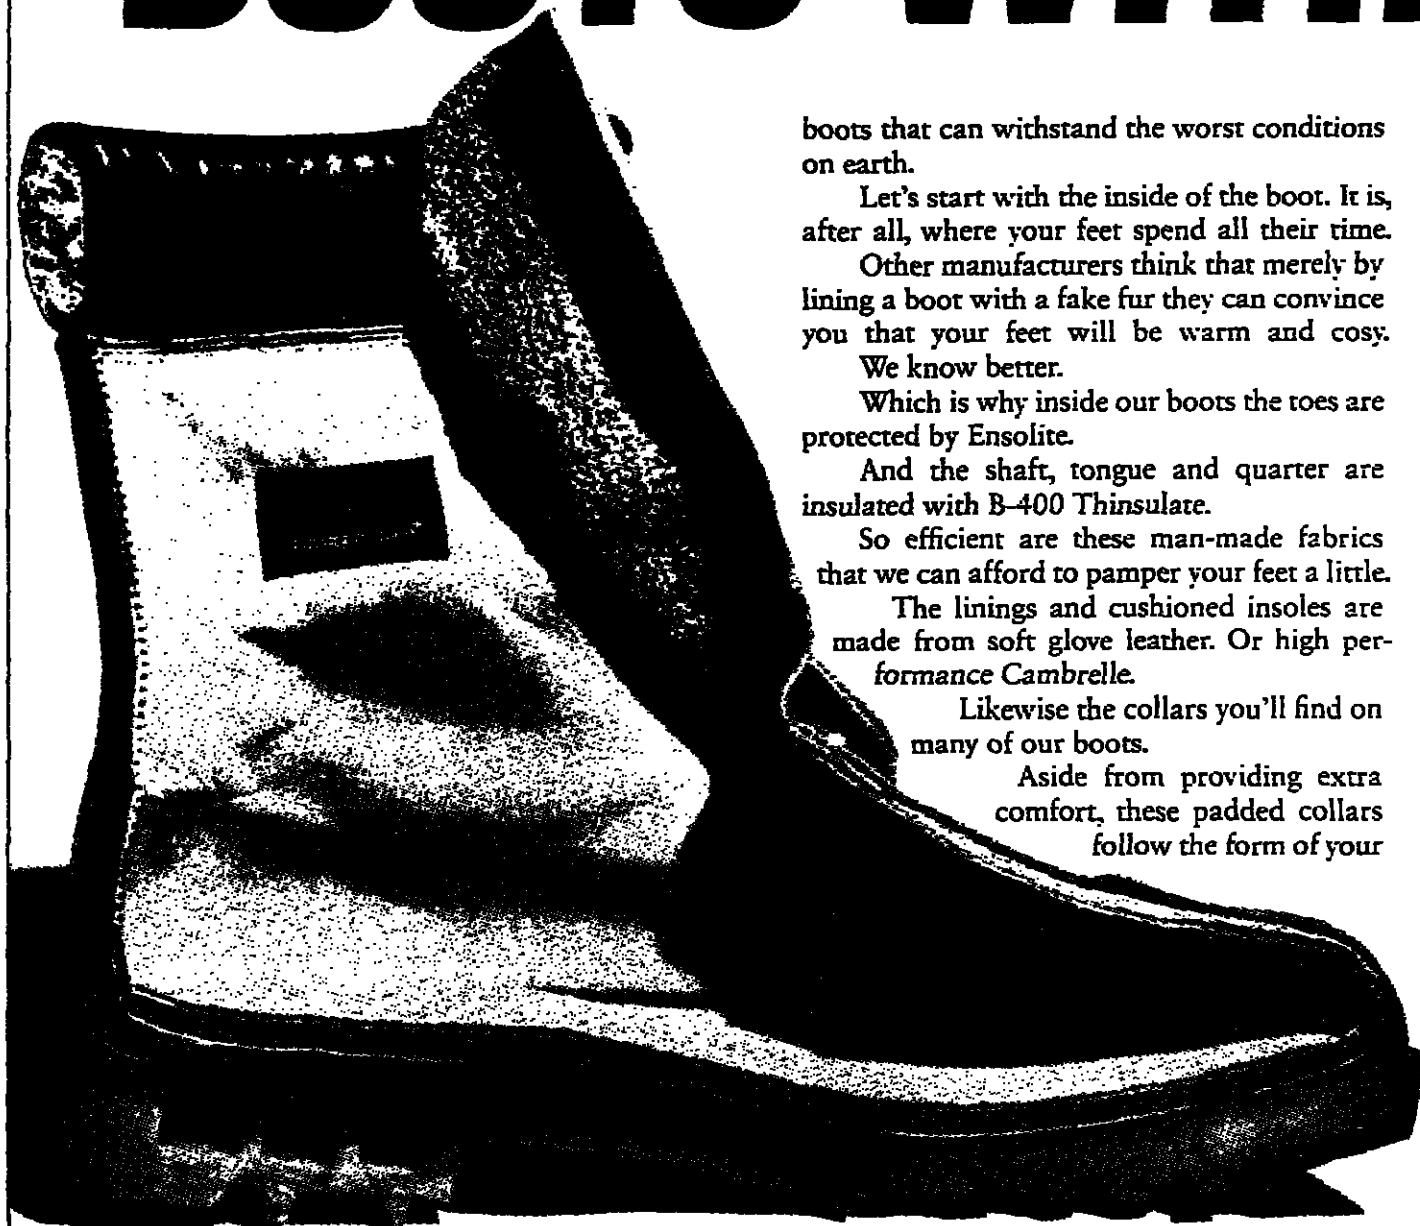 BOOTS WITH
boots that can withstand the worst conditions
on earth.
Let's start with the inside of the boot. It is,
after all, where your feet spend all their time.
Other manufacturers think that merely by
lining a boot with a fake fur they can convince
you that your feet will be warm and cosy.
We know better.
Which is why inside our boots the toes are
protected by Ensolite.
And the shaft, tongue and quarter are
insulated with B-400 Thinsulate.
So efficient are these man-made fabrics
that we can afford to pamper your feet a little.
The linings and cushioned insoles are
made from soft glove leather. Or high per-
formance Cambrelle.
Likewise the collars you'll find on
many of our boots.
Aside from providing extra
comfort, these padded collars
follow the form of your